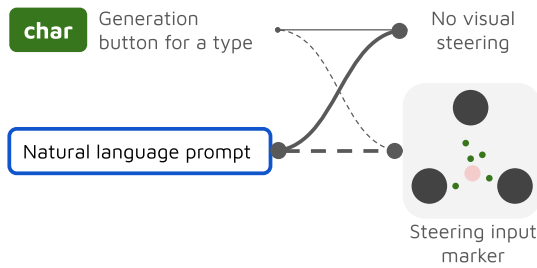 char
Generation
button for a type
No visual
steering
Natural language prompt
Steering input
marker